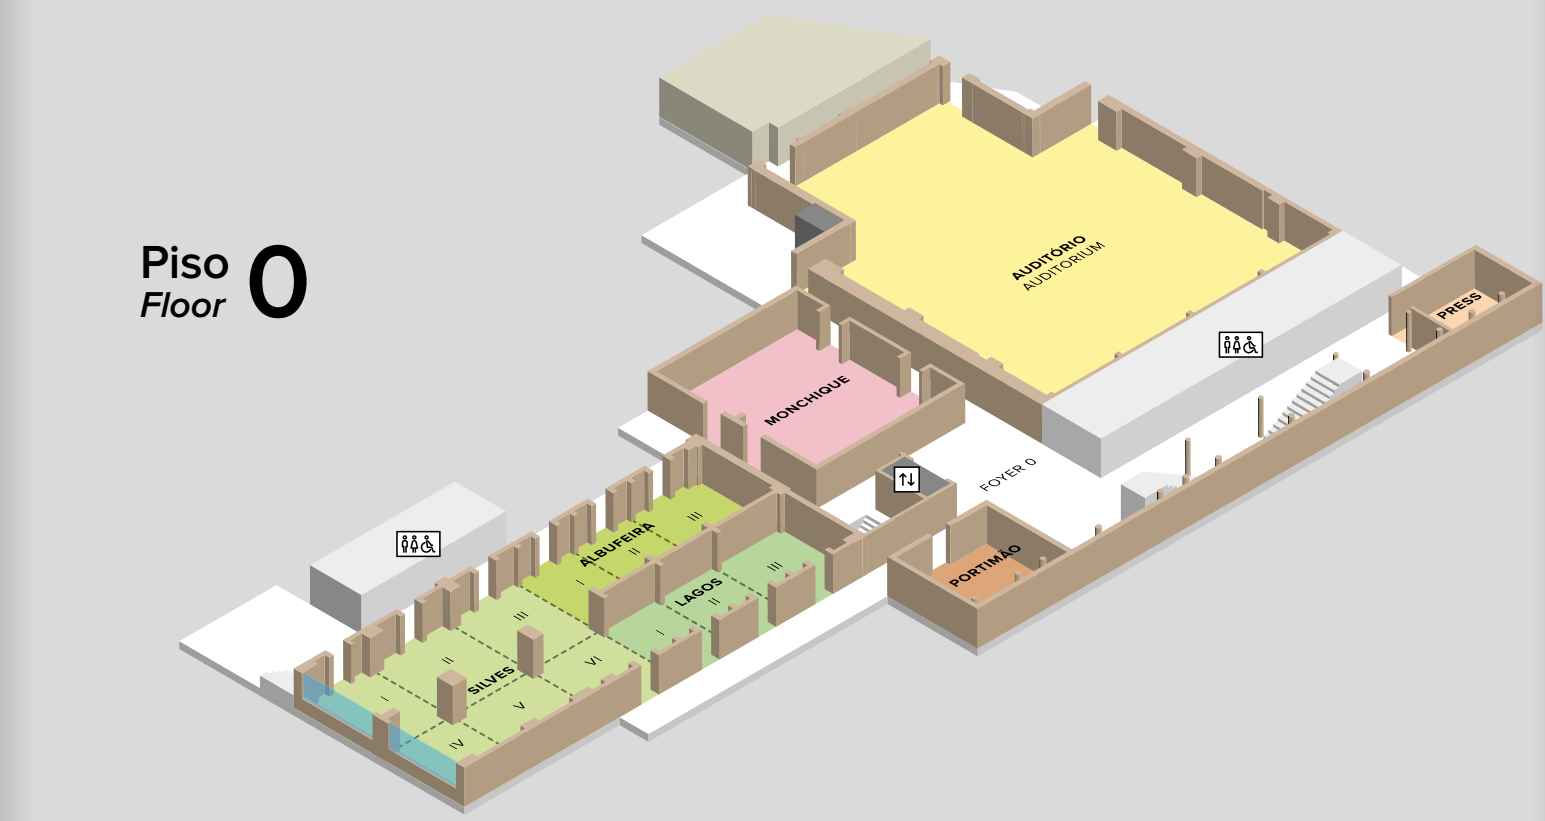 Piso
Floor
0
AUDITÓRIO
AUDITORIUM
PRESS
MONCHIQUE
FOYER 0
PORTIMÃO
ALBUFEIRA
I
II
III
LAGOS
I
II
III
SILVES
I
II
III
IV
V
VI